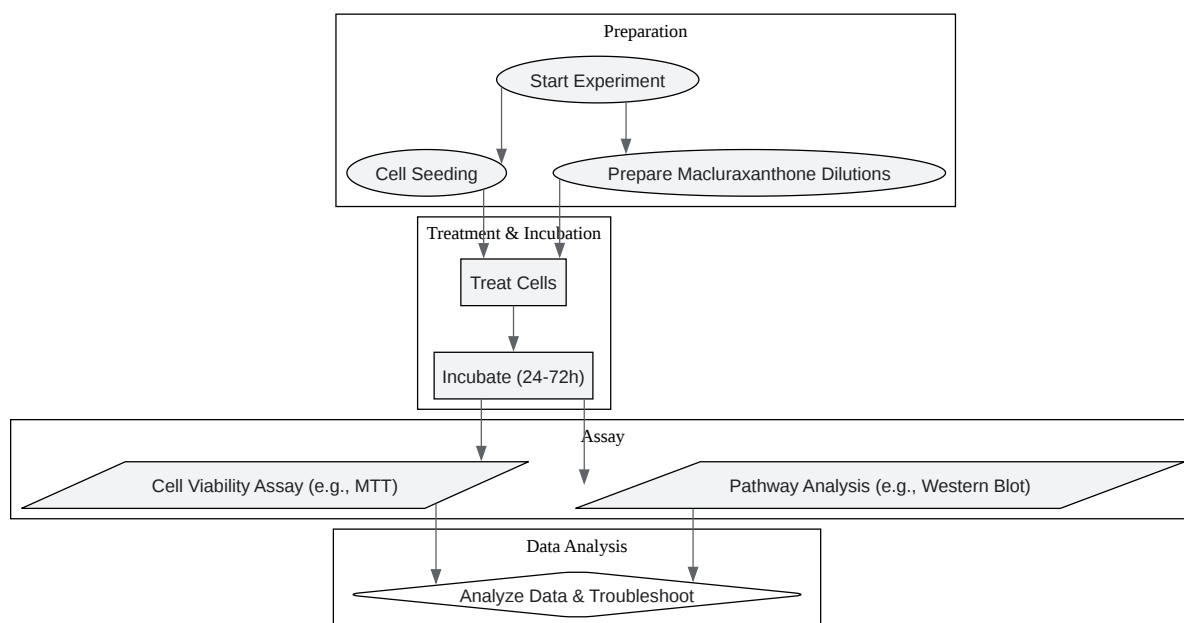 Preparation
Start Experiment
Cell Seeding
Prepare Macluraxanthone Dilutions
Treatment & Incubation
Treat Cells
Incubate (24-72h)
Assay
Cell Viability Assay (e.g., MTT)
Pathway Analysis (e.g., Western Blot)
Data Analysis
Analyze Data & Troubleshoot